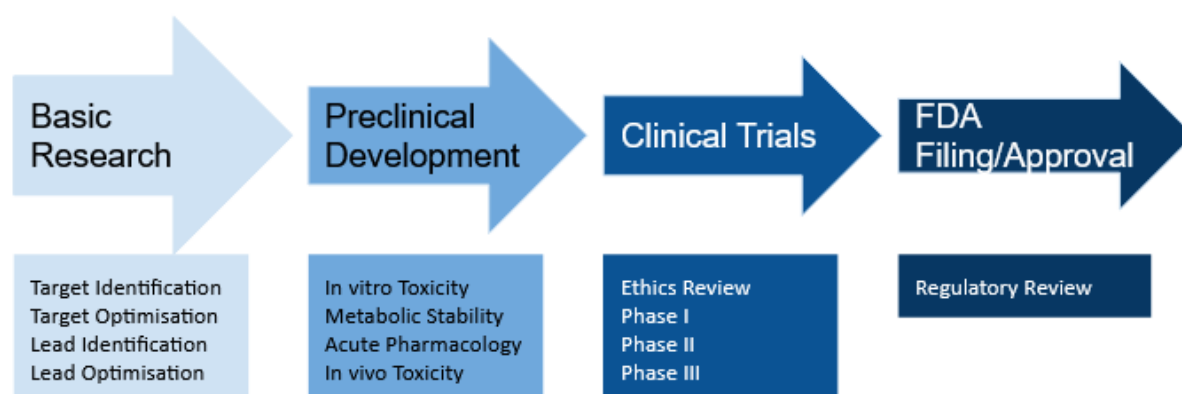 Basic
Research
Preclinical
Development
Clinical Trials
FDA
Filing/Approval
Target Identification
Target Optimisation
Lead Identification
Lead Optimisation
In vitro Toxicity
Metabolic Stability
Acute Pharmacology
In vivo Toxicity
Ethics Review
Phase I
Phase II
Phase III
Regulatory Review